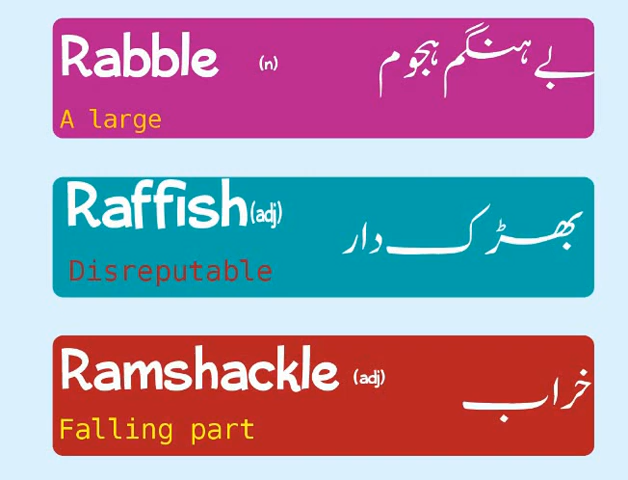 Rabble (n) بے ہنگم ہجوم
A large
Raffish (adj) بھڑک دار
Disreputable
Ramshackle (adj) خراب
Falling part